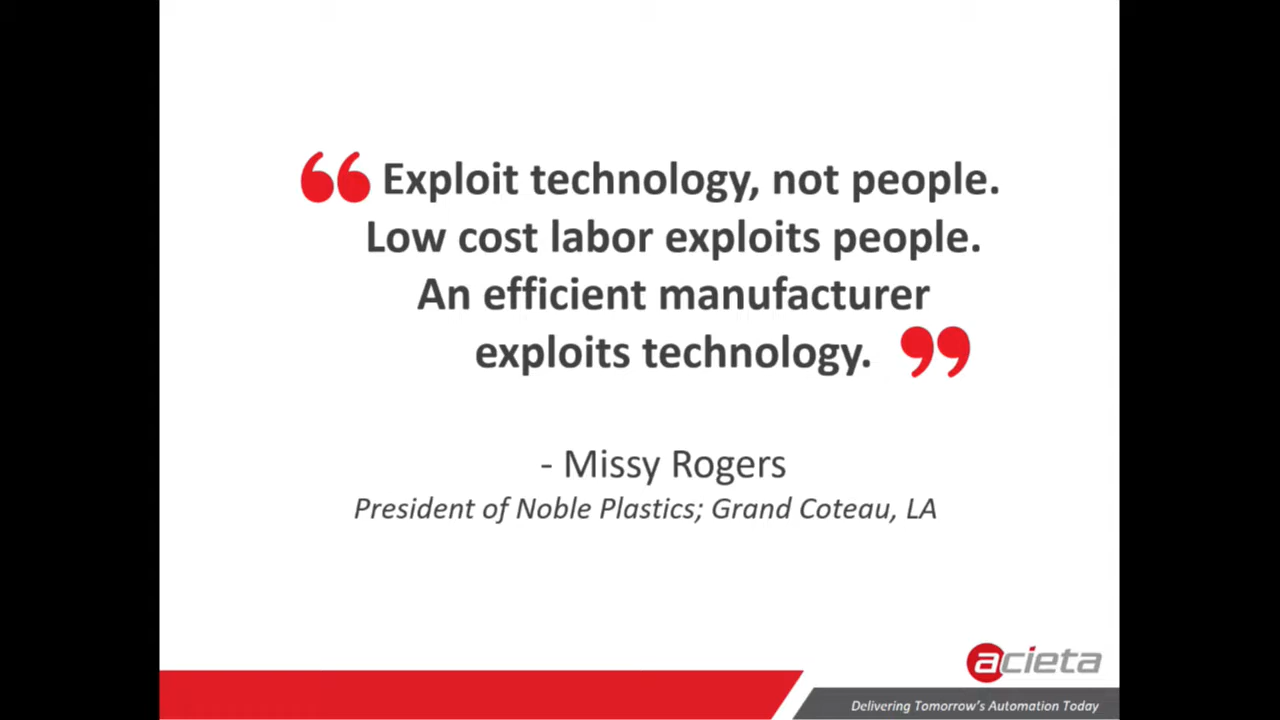 “ Exploit technology, not people.
Low cost labor exploits people.
An efficient manufacturer
exploits technology. ”
- Missy Rogers
President of Noble Plastics; Grand Coteau, LA
acieta
Delivering Tomorrow's Automation Today